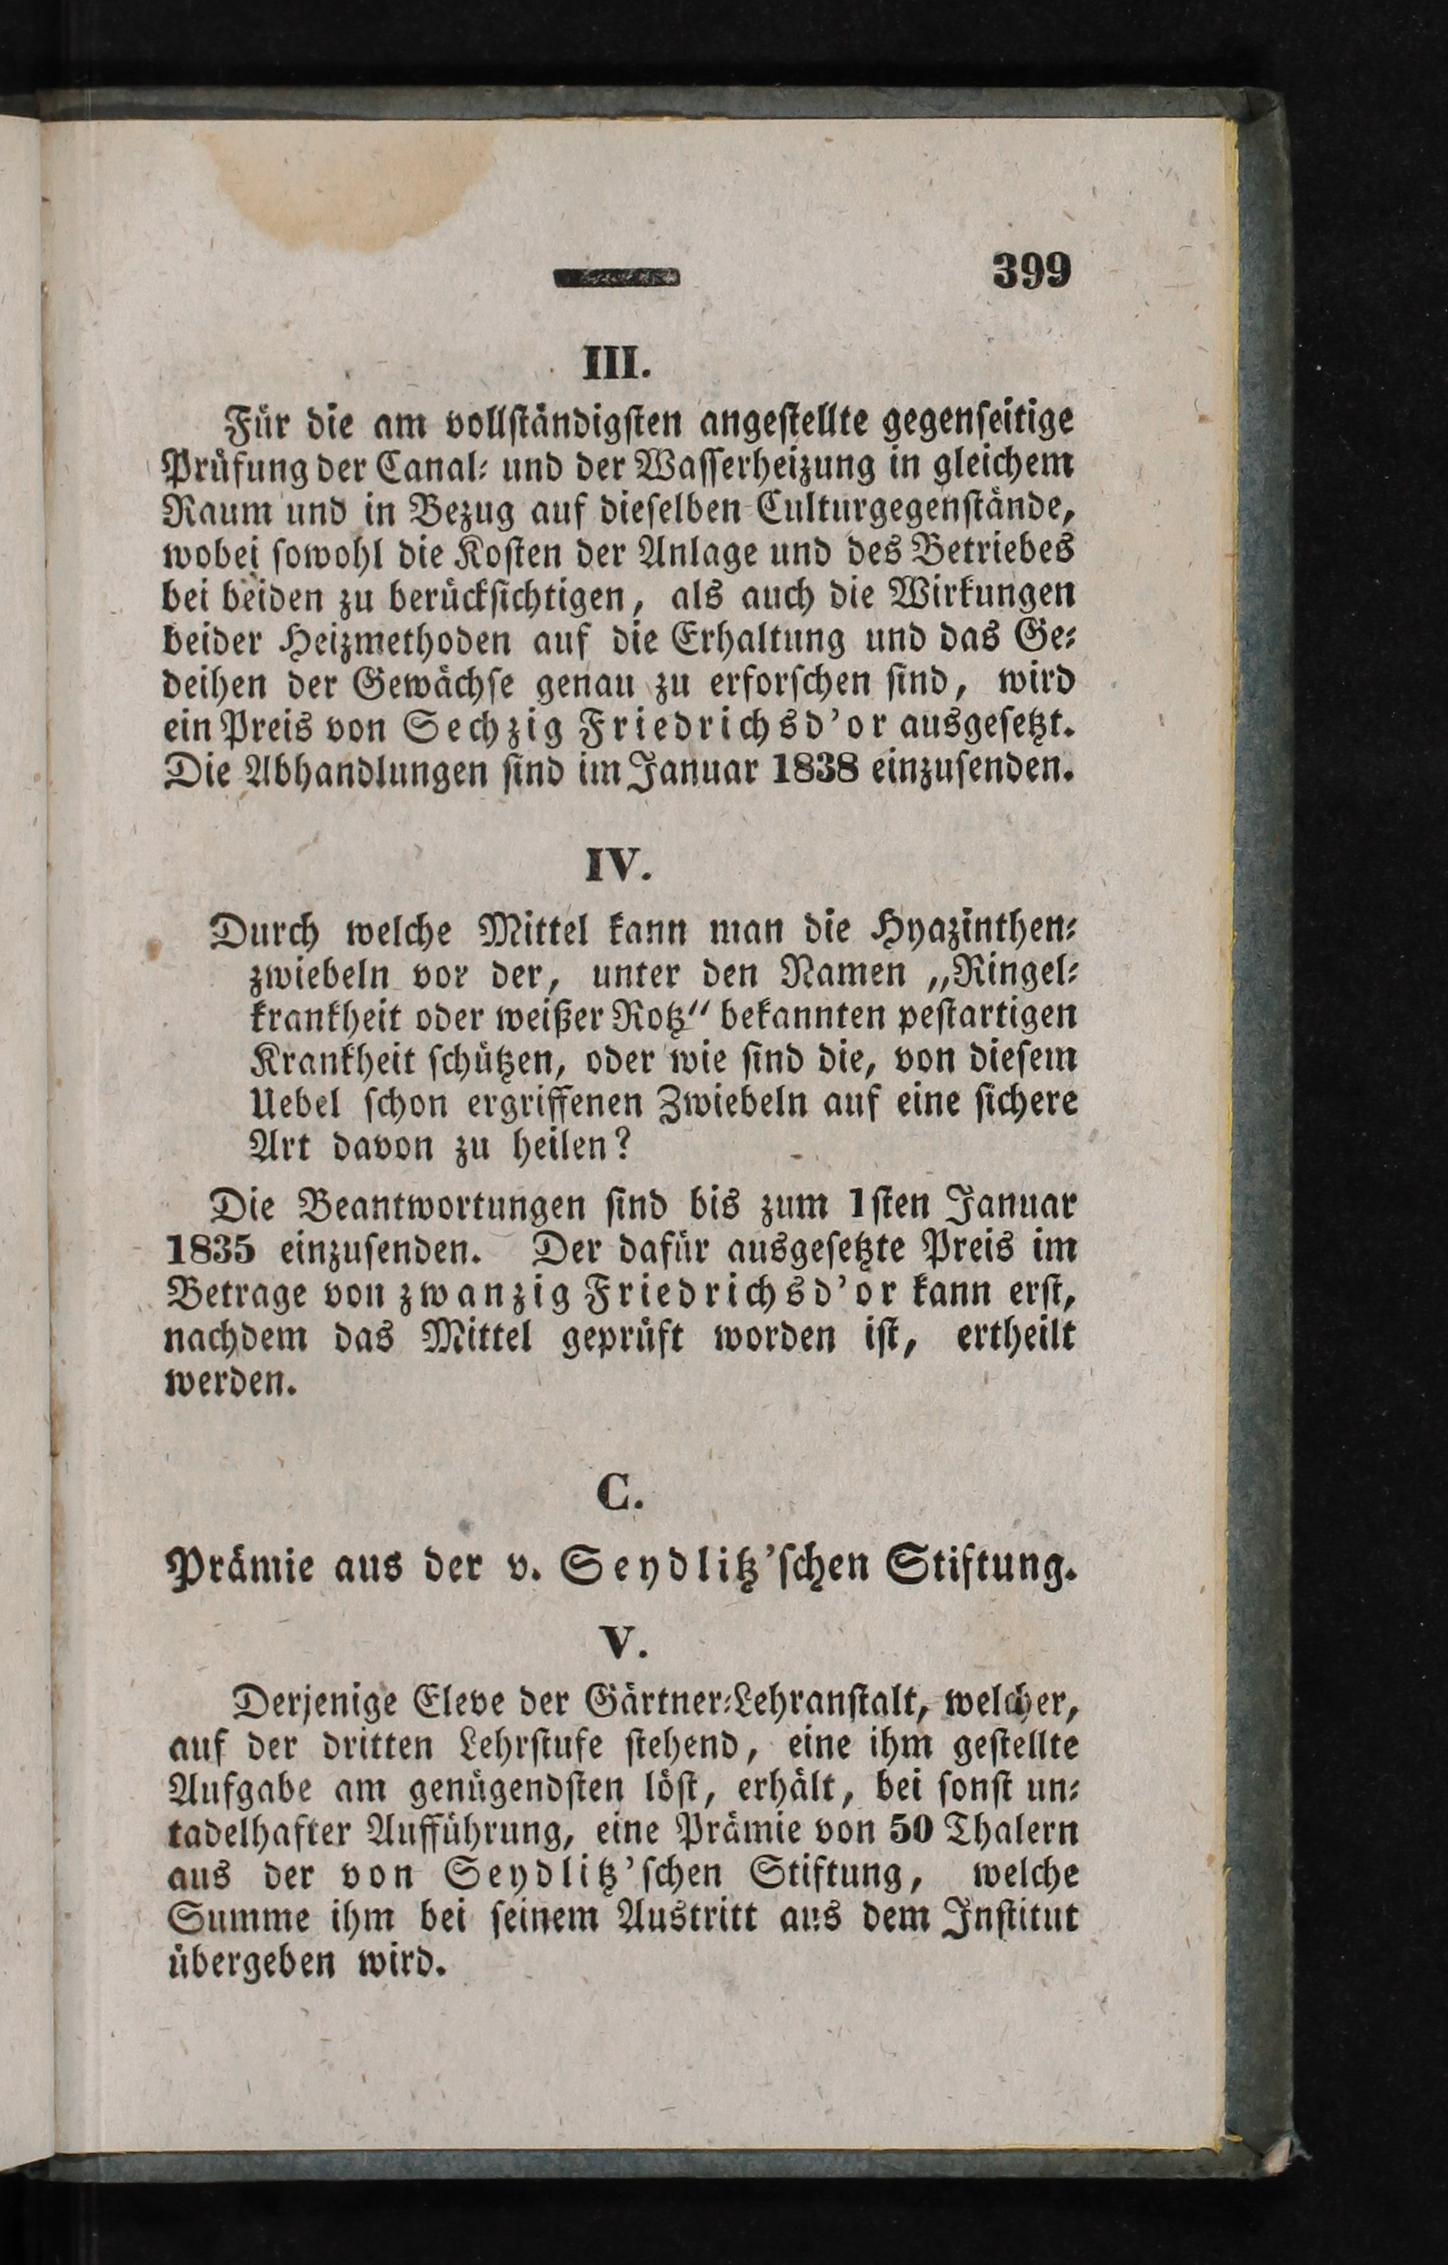 399
III.
Für die am vollſtändigſten angeſtellte gegenſeitige
Prüfung der Canal- und der Waſſerheizung in gleichem
Raum und in Bezug auf dieſelben Culturgegenſtände,
wobei ſowohl die Koſten der Anlage und des Betriebes
bei beiden zu berückſichtigen, als auch die Wirkungen
beider Heizmethoden auf die Erhaltung und das Ge-
deihen der Gewächſe genau zu erforſchen ſind, wird
ein Preis von Sechzig Friedrichsd’or ausgeſetzt.
Die Abhandlungen ſind im Januar 1838 einzuſenden.
IV.
Durch welche Mittel kann man die Hyazinthen-
zwiebeln vor der, unter den Namen „Ringel-
krankheit oder weißer Rotz“ bekannten peſtartigen
Krankheit ſchützen, oder wie ſind die, von dieſem
Uebel ſchon ergriffenen Zwiebeln auf eine ſichere
Art davon zu heilen?
Die Beantwortungen ſind bis zum 1ſten Januar
1835 einzuſenden. Der dafür ausgeſetzte Preis im
Betrage von zwanzig Friedrichsd’or kann erſt,
nachdem das Mittel geprüft worden iſt, ertheilt
werden.
C.
Prämie aus der v. Seydlitz’ſchen Stiftung.
V.
Derjenige Eleve der Gärtner-Lehranſtalt, welcher,
auf der dritten Lehrſtufe ſtehend, eine ihm geſtellte
Aufgabe am genügendſten löſt, erhält, bei ſonſt un-
tadelhafter Aufführung, eine Prämie von 50 Thalern
aus der von Seydlitz’ſchen Stiftung, welche
Summe ihm bei ſeinem Austritt aus dem Inſtitut
übergeben wird.